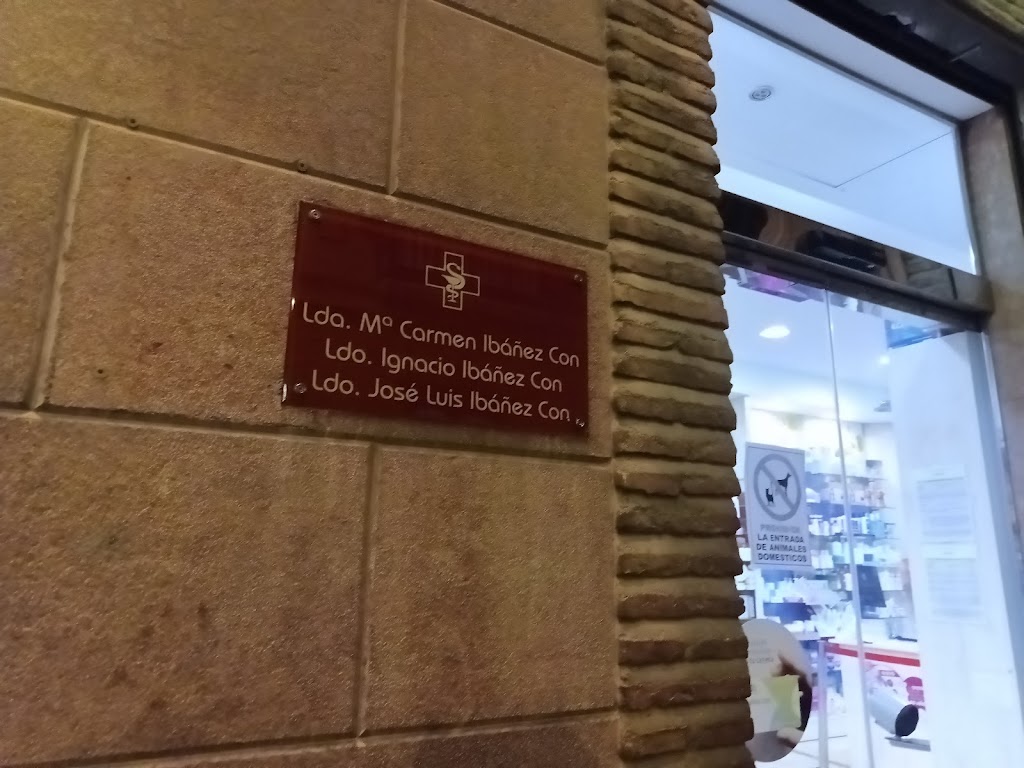 Lda. Mª Carmen Ibáñez Con
Ldo. Ignacio Ibáñez Con
Ldo. José Luis Ibáñez Con
PROHIBIDA
LA ENTRADA
DE ANIMALES
DOMESTICOS